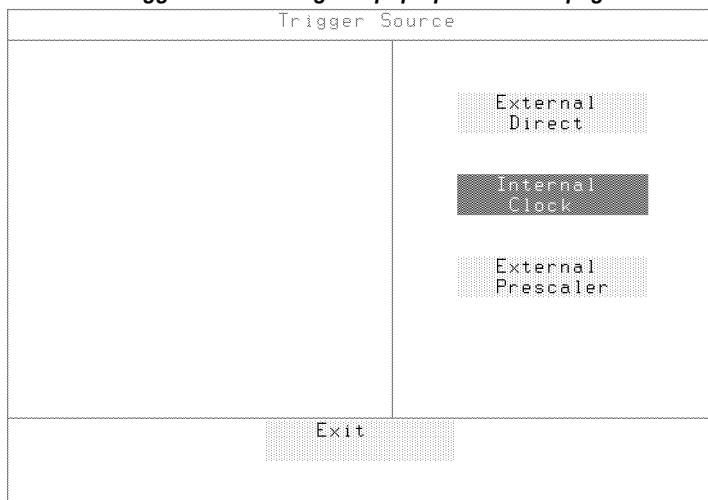 Trigger Source
External
Direct
Internal
Clock
External
Prescaler
Exit